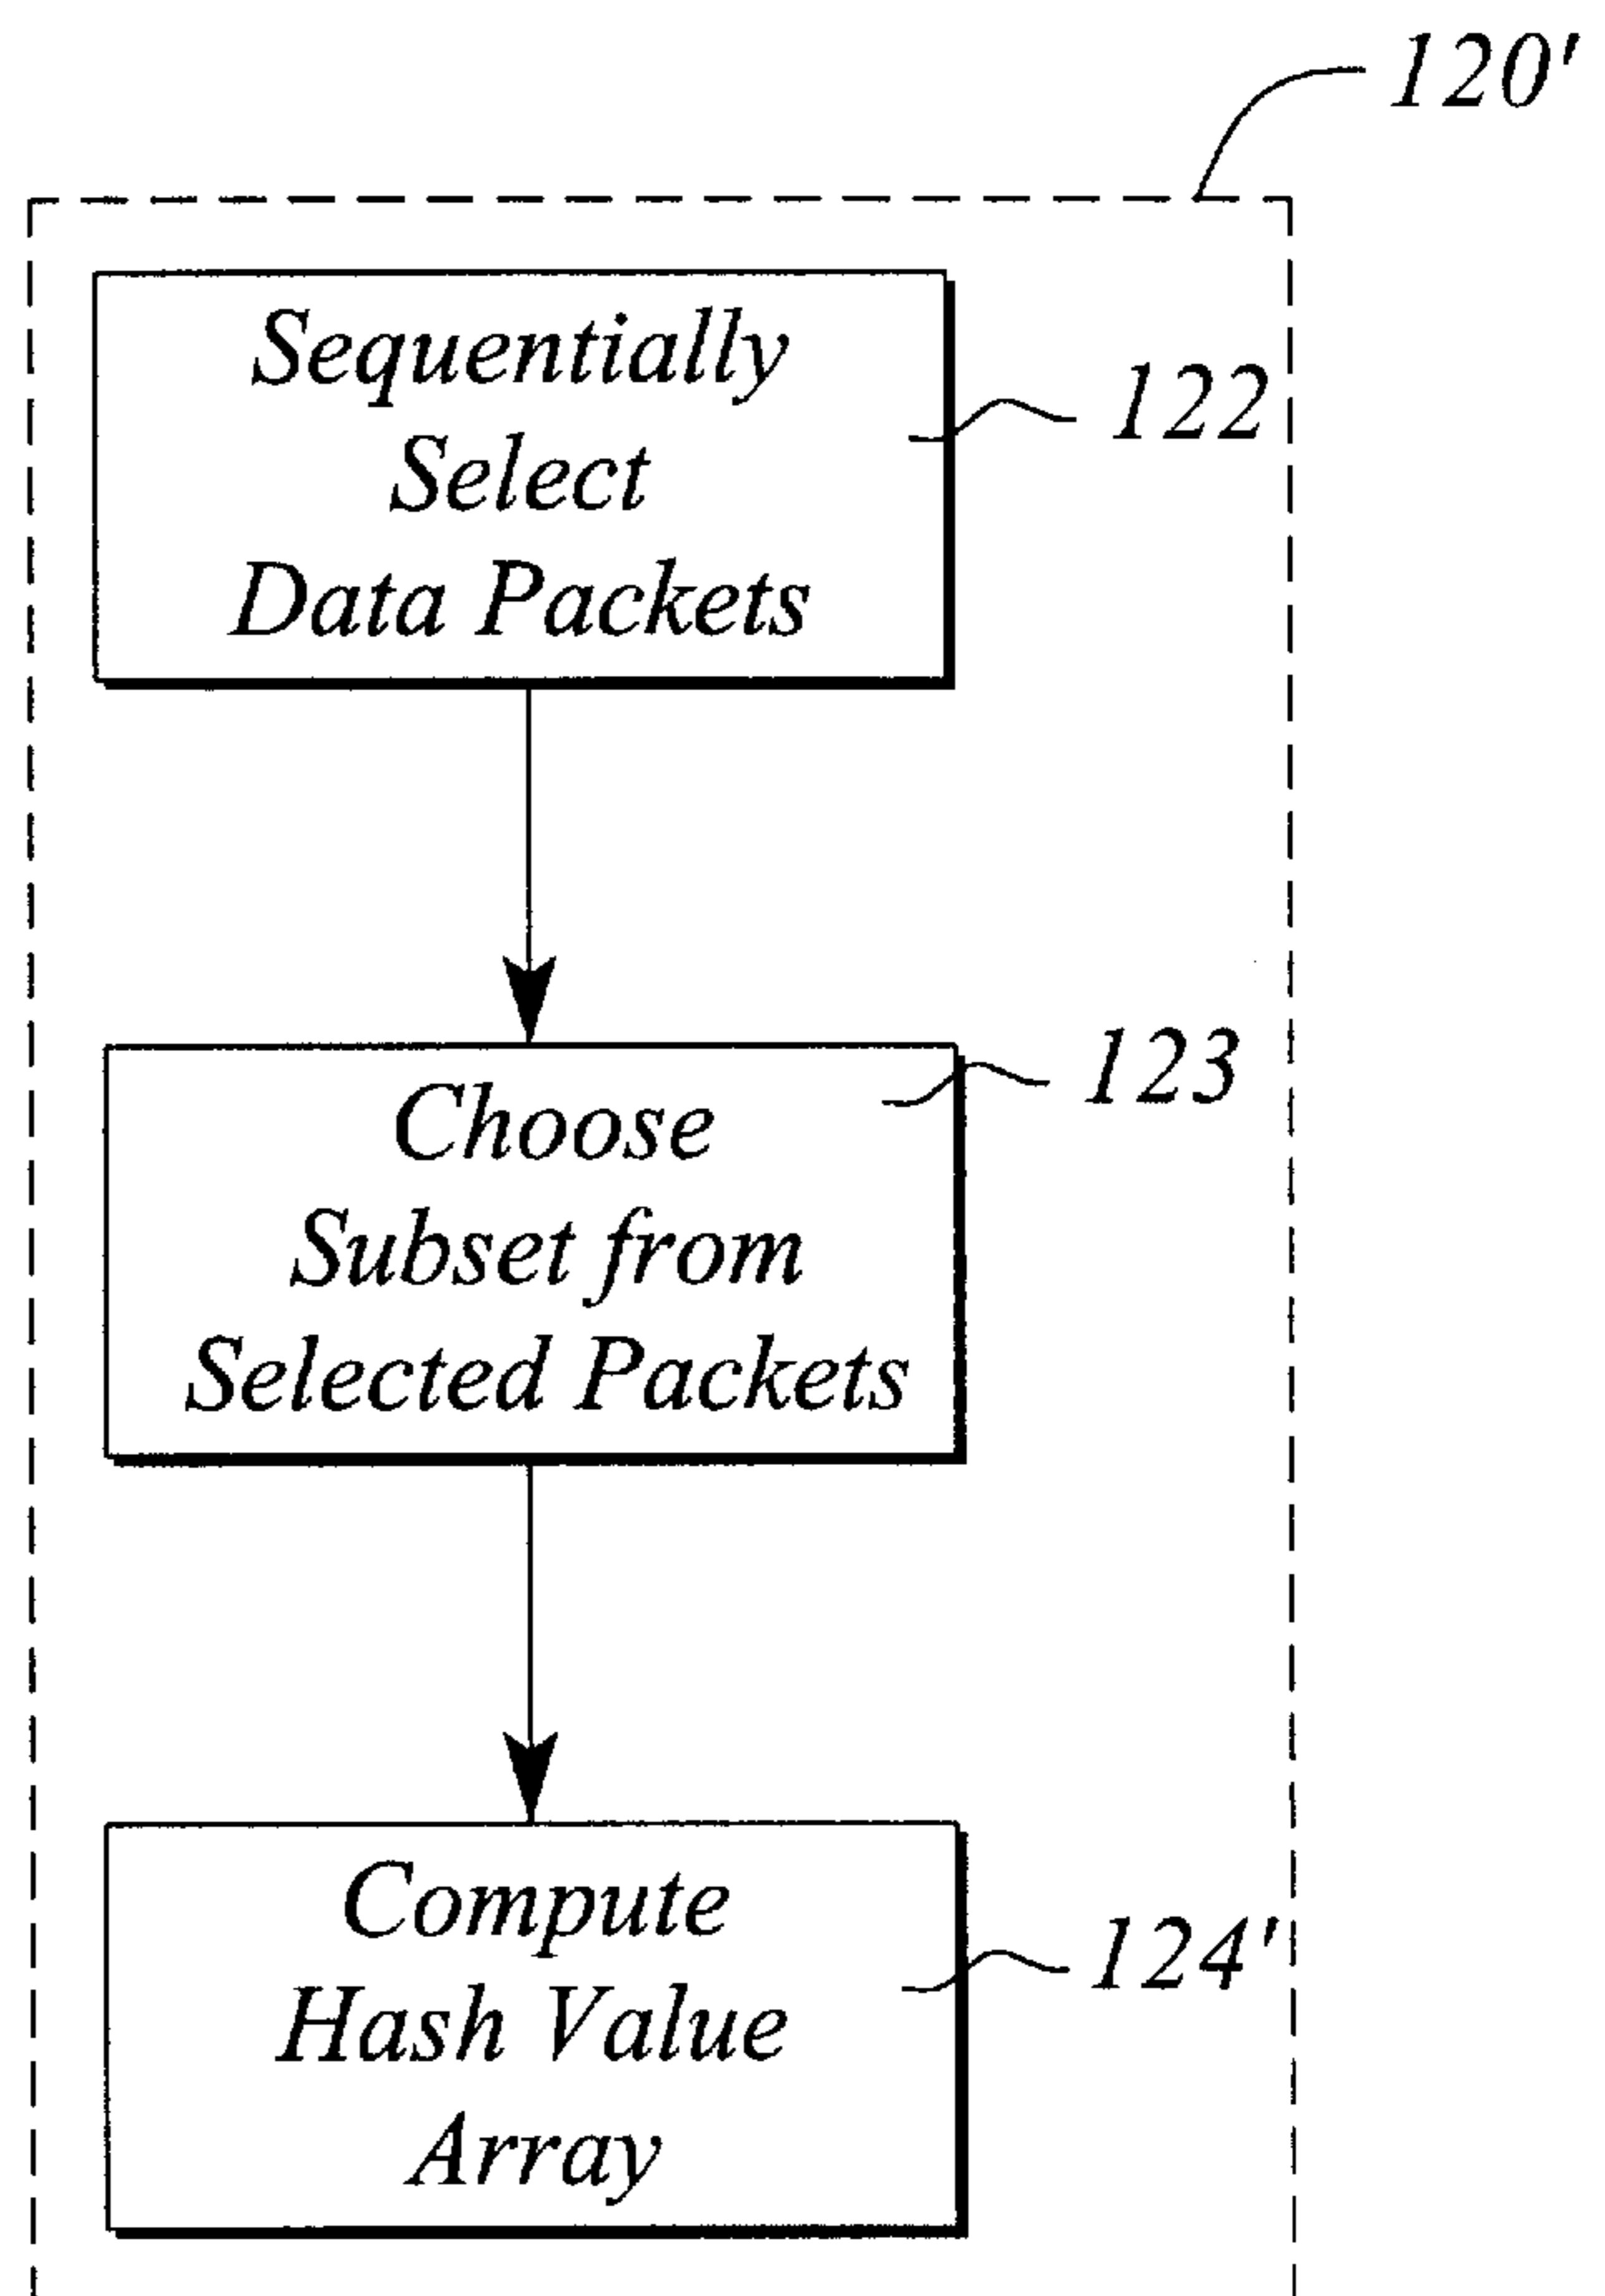 120'
Sequentially
Select
Data Packets
122
Choose
Subset from
Selected Packets
123
Compute
Hash Value
Array
124'